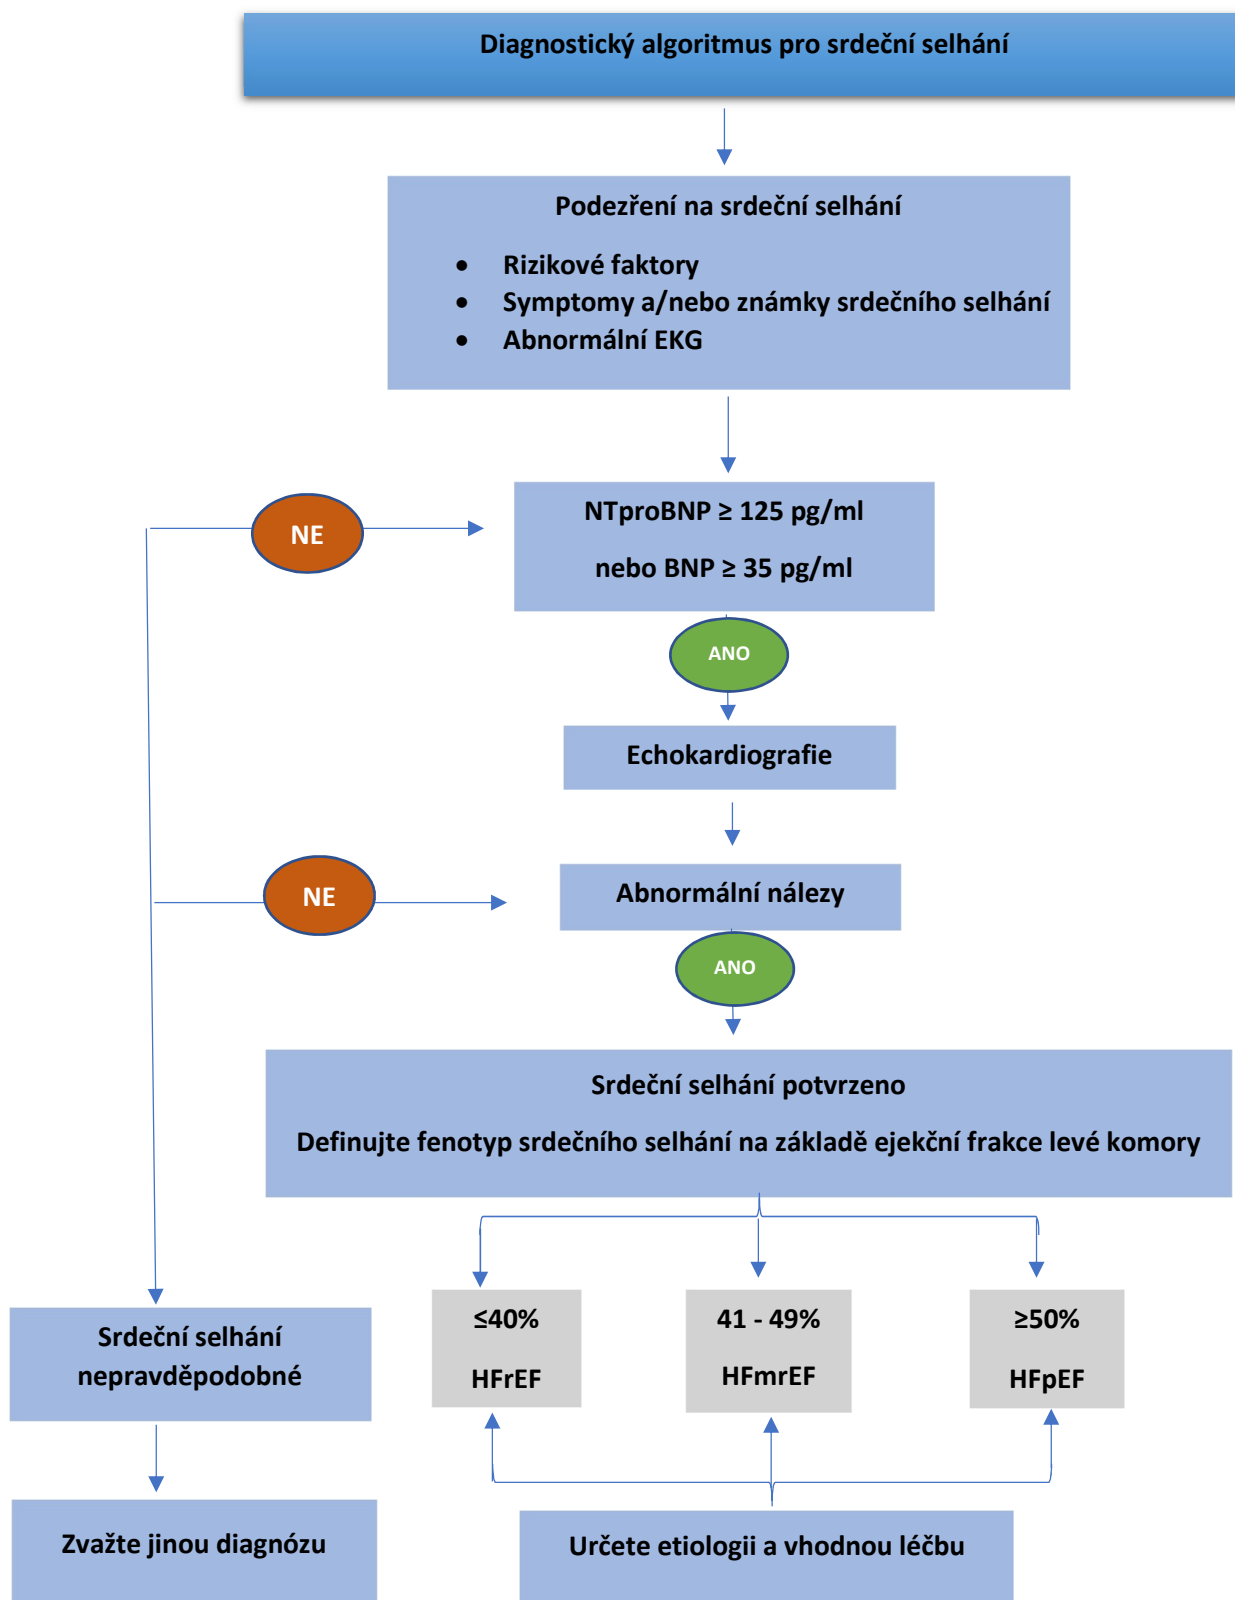 Diagnostický algoritmus pro srdeční selhání
Podezření na srdeční selhání
• Rizikové faktory
• Symptomy a/nebo známky srdečního selhání
• Abnormální EKG
NE
NTproBNP ≥ 125 pg/ml
nebo BNP ≥ 35 pg/ml
ANO
Echokardiografie
NE
Abnormální nálezy
ANO
Srdeční selhání potvrzeno
Definujte fenotyp srdečního selhání na základě ejekční frakce levé komory
≤40%
HFrEF
41 - 49%
HFmrEF
≥50%
HFpEF
Srdeční selhání
nepravděpodobné
Zvažte jinou diagnózu
Určete etiologii a vhodnou léčbu